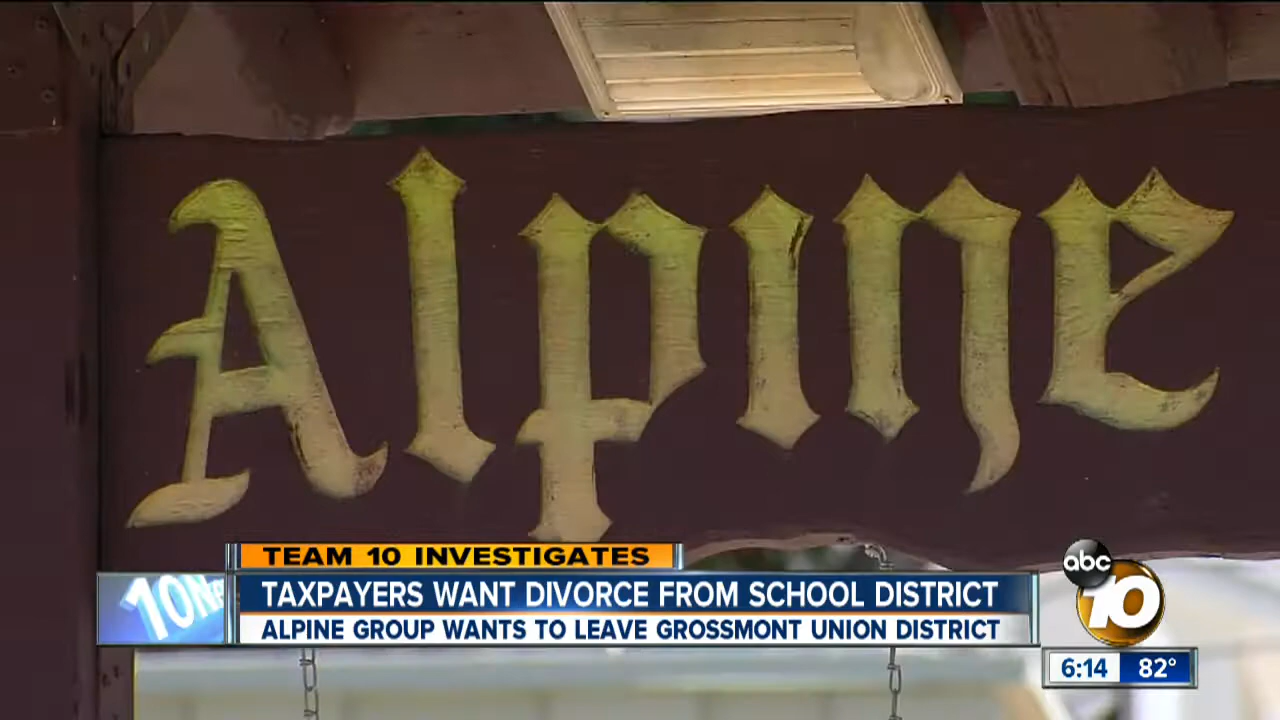 Alpine
TEAM 10 INVESTIGATES
TAXPAYERS WANT DIVORCE FROM SCHOOL DISTRICT
ALPINE GROUP WANTS TO LEAVE GROSSMONT UNION DISTRICT
abc
10
6:14 82°